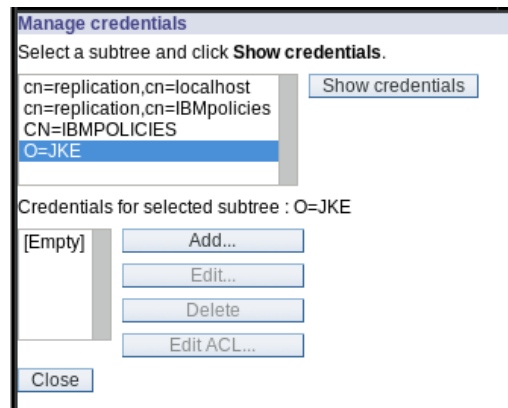 Manage credentials
Select a subtree and click Show credentials.
cn=replication,cn=localhost
Show credentials
cn=replication,cn=IBMpolicies
CN=IBMPOLICIES
O=JKE
Credentials for selected subtree : O=JKE
[Empty]
Add...
Edit...
Delete
Edit ACL...
Close